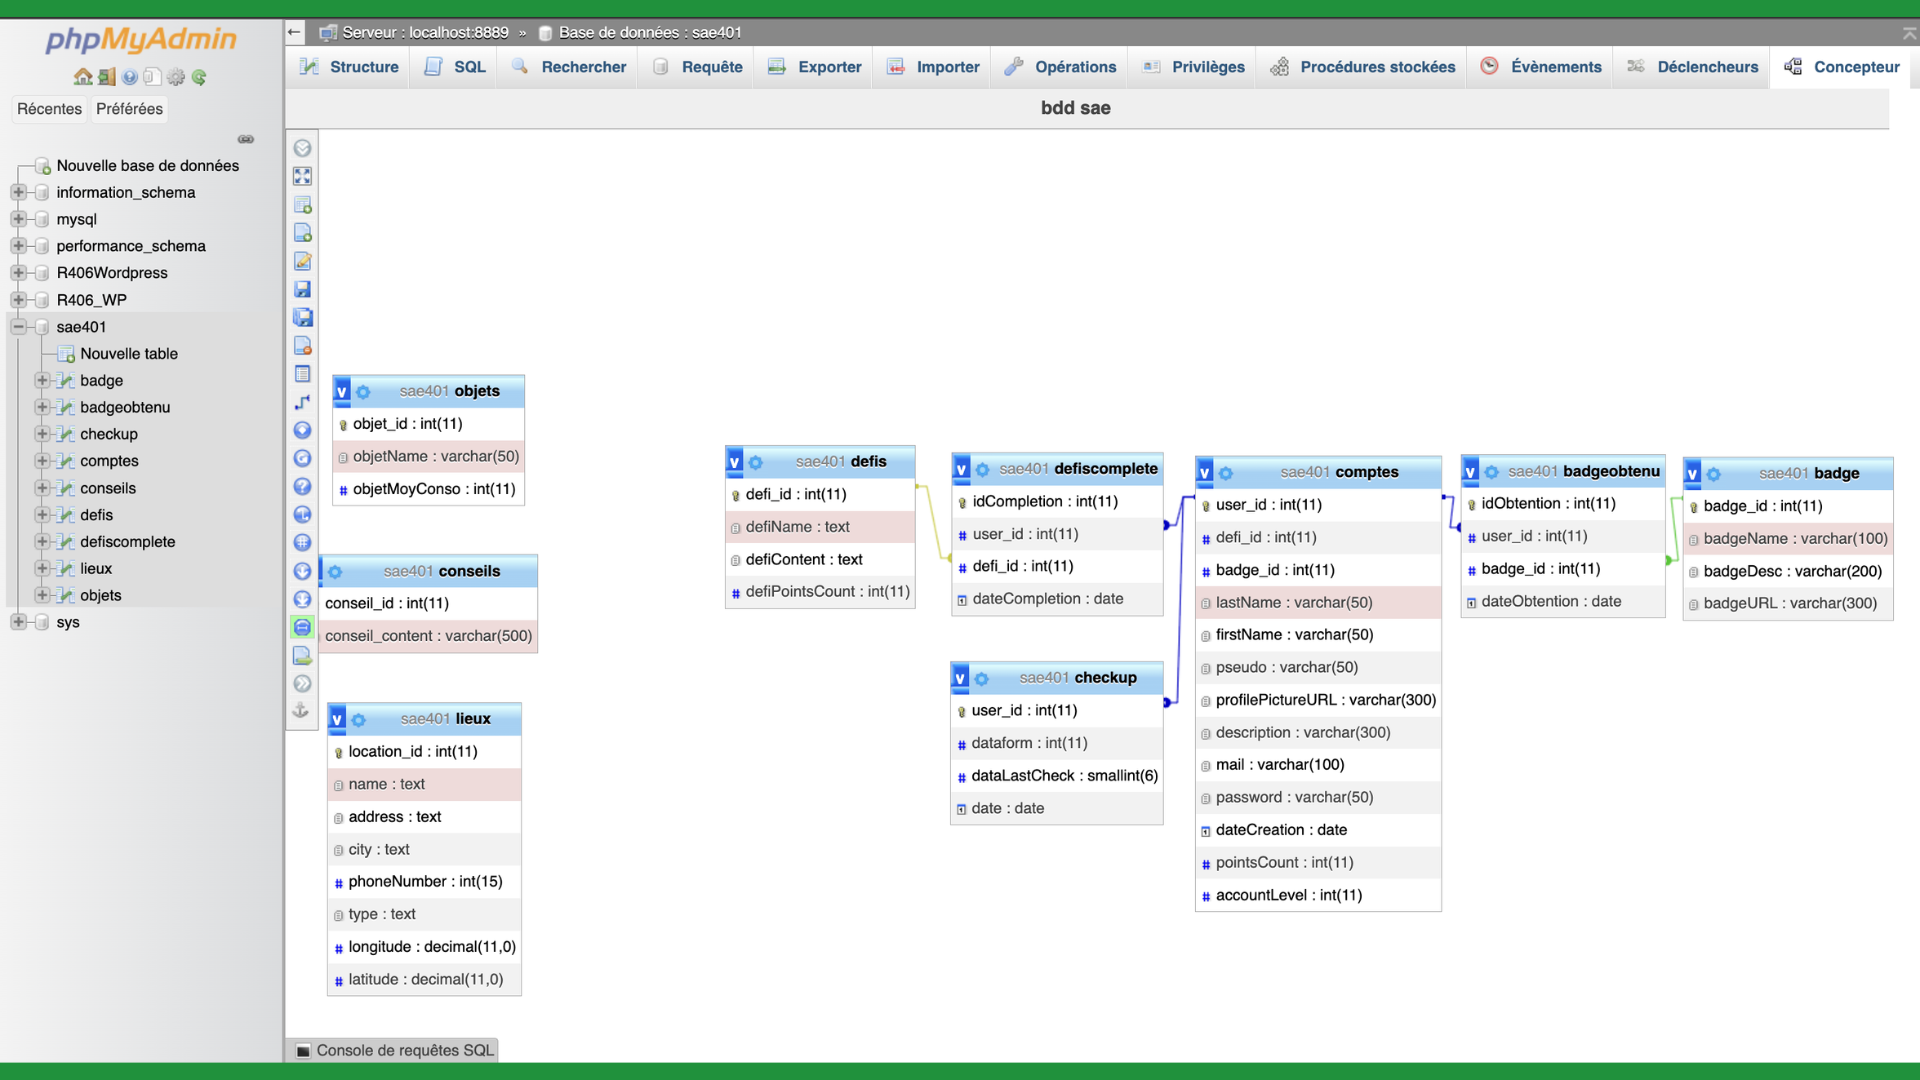 phpMyAdmin
Récentes Préférées
Nouvelle base de données
information_schema
mysql
performance_schema
R406Wordpress
R406_WP
sae401
Nouvelle table
badge
badgeobtenu
checkup
comptes
conseils
defis
defiscomplete
lieux
objets
sys
Serveur : localhost:8889 » Base de données : sae401
Structure SQL Rechercher Requête Exporter Importer Opérations Privilèges Procédures stockées Évènements Déclencheurs Concepteur
bdd sae
sae401 objets
objet_id : int(11)
objetName : varchar(50)
objetMoyConso : int(11)
sae401 conseils
conseil_id : int(11)
conseil_content : varchar(500)
sae401 lieux
location_id : int(11)
name : text
address : text
city : text
phoneNumber : int(15)
type : text
longitude : decimal(11,0)
latitude : decimal(11,0)
sae401 defis
defi_id : int(11)
defiName : text
defiContent : text
defiPointsCount : int(11)
sae401 defiscomplete
idCompletion : int(11)
user_id : int(11)
defi_id : int(11)
dateCompletion : date
sae401 checkup
user_id : int(11)
dataform : int(11)
dataLastCheck : smallint(6)
date : date
sae401 comptes
user_id : int(11)
defi_id : int(11)
badge_id : int(11)
lastName : varchar(50)
firstName : varchar(50)
pseudo : varchar(50)
profilePictureURL : varchar(300)
description : varchar(300)
mail : varchar(100)
password : varchar(50)
dateCreation : date
pointsCount : int(11)
accountLevel : int(11)
sae401 badgeobtenu
idObtention : int(11)
user_id : int(11)
badge_id : int(11)
dateObtention : date
sae401 badge
badge_id : int(11)
badgeName : varchar(100)
badgeDesc : varchar(200)
badgeURL : varchar(300)
Console de requêtes SQL